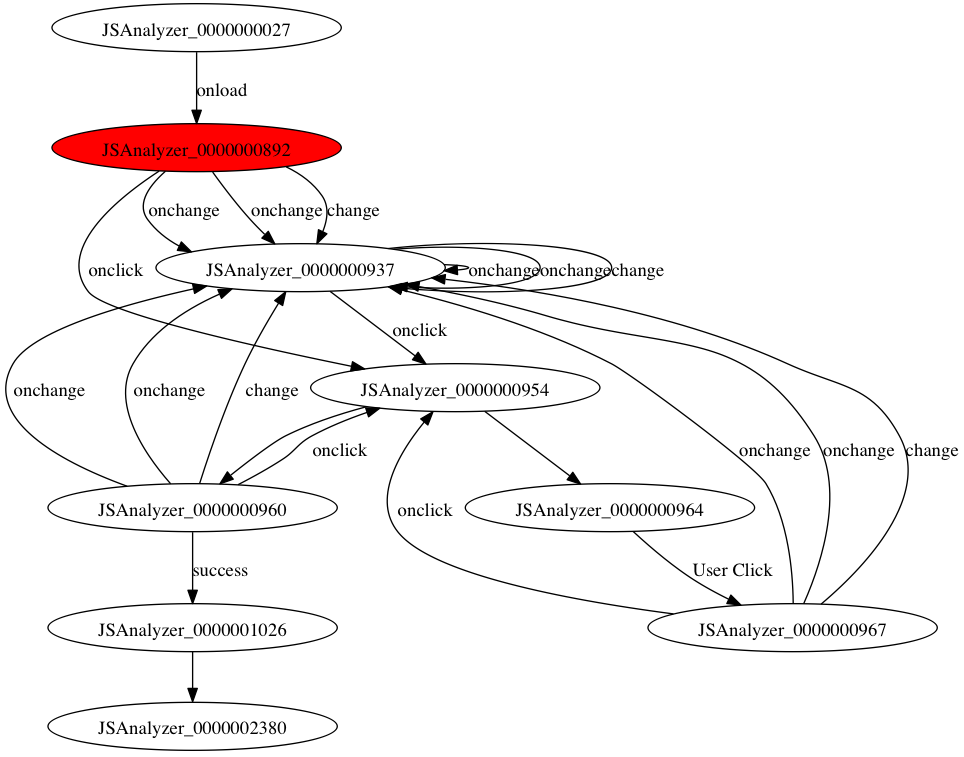 JSAnalyzer_0000000027
onload
JSAnalyzer_0000000892
onchange onchange change
JSAnalyzer_0000000937 onchange onchange change
onclick
onclick
onchange onchange change JSAnalyzer_0000000954
onclick onchange onchange change
JSAnalyzer_0000000960 onclick JSAnalyzer_0000000964
success User Click
JSAnalyzer_0000001026 JSAnalyzer_0000000967
JSAnalyzer_0000002380